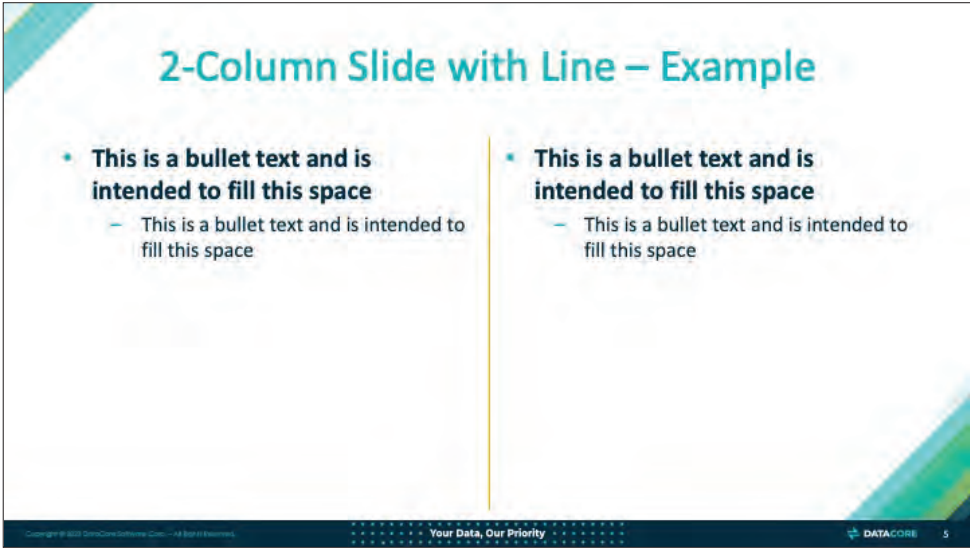 2-Column Slide with Line – Example
• This is a bullet text and is
intended to fill this space
– This is a bullet text and is intended to
fill this space
• This is a bullet text and is
intended to fill this space
– This is a bullet text and is intended to
fill this space
Your Data, Our Priority
DATACORE
5